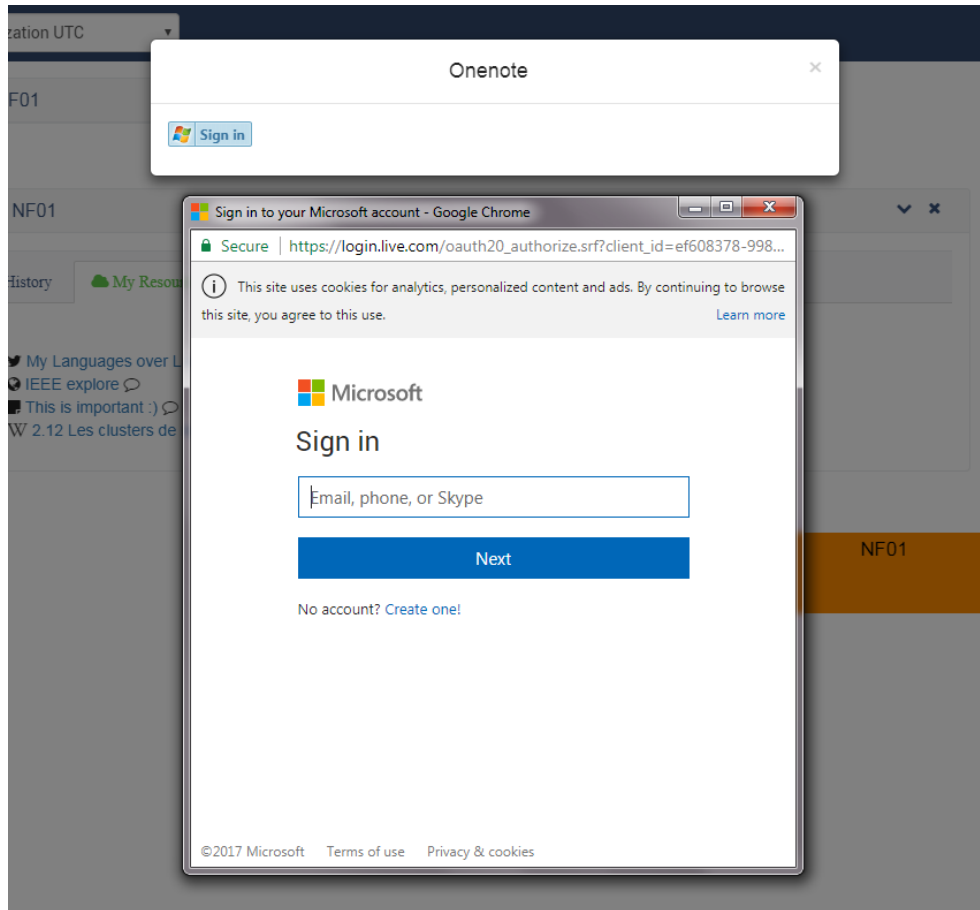 zation UTC
Onenote
×
F01
Sign in
NF01
Sign in to your Microsoft account - Google Chrome
Secure | https://login.live.com/oauth20_authorize.srf?client_id=ef608378-998...
History
My Resou
This site uses cookies for analytics, personalized content and ads. By continuing to browse
this site, you agree to this use.
Learn more
My Languages over L
IEEE explore
This is important :)
W 2.12 Les clusters de
Microsoft
Sign in
Email, phone, or Skype
Next
No account? Create one!
NF01
©2017 Microsoft Terms of use Privacy & cookies